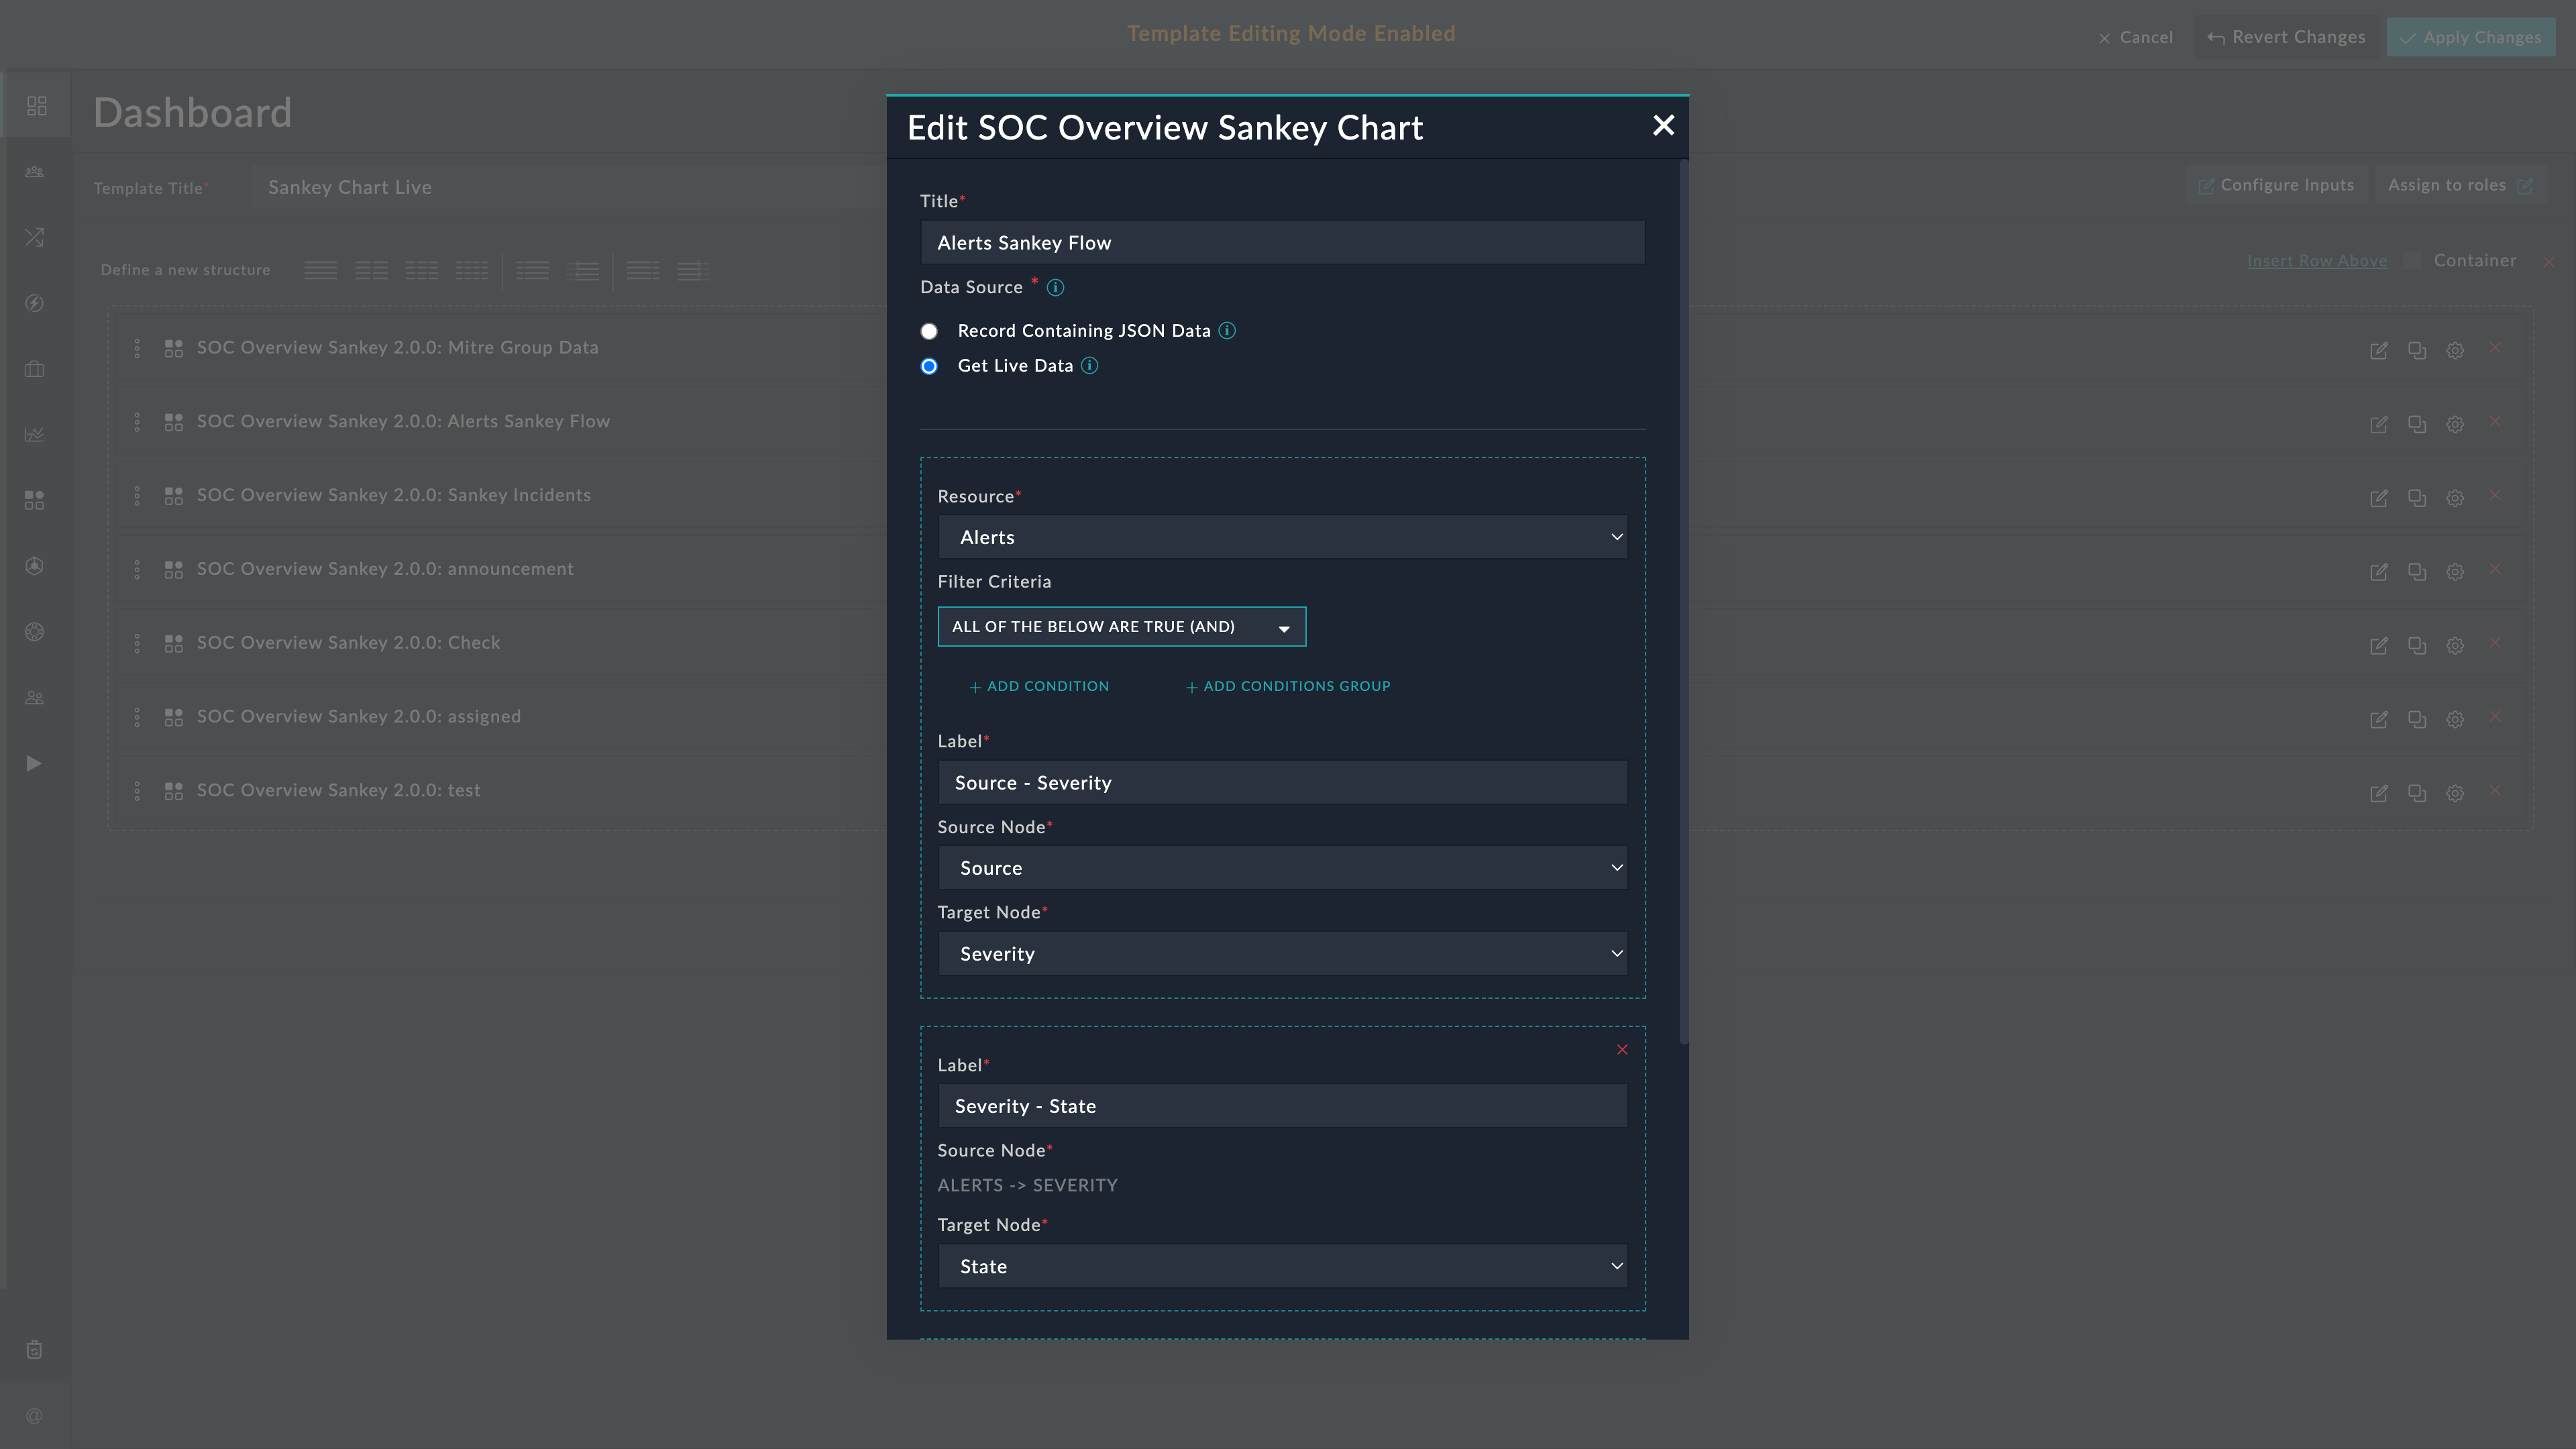 Template Editing Mode Enabled
Cancel
Revert Changes
Apply Changes
Dashboard
Template Title*
Sankey Chart Live
Configure Inputs
Assign to roles
Define a new structure
Insert Row Above
Container
SOC Overview Sankey 2.0.0: Mitre Group Data
SOC Overview Sankey 2.0.0: Alerts Sankey Flow
SOC Overview Sankey 2.0.0: Sankey Incidents
SOC Overview Sankey 2.0.0: announcement
SOC Overview Sankey 2.0.0: Check
SOC Overview Sankey 2.0.0: assigned
SOC Overview Sankey 2.0.0: test
Edit SOC Overview Sankey Chart
Title*
Alerts Sankey Flow
Data Source *
Record Containing JSON Data
Get Live Data
Resource*
Alerts
Filter Criteria
ALL OF THE BELOW ARE TRUE (AND)
+ ADD CONDITION
+ ADD CONDITIONS GROUP
Label*
Source - Severity
Source Node*
Source
Target Node*
Severity
Label*
Severity - State
Source Node*
ALERTS -> SEVERITY
Target Node*
State